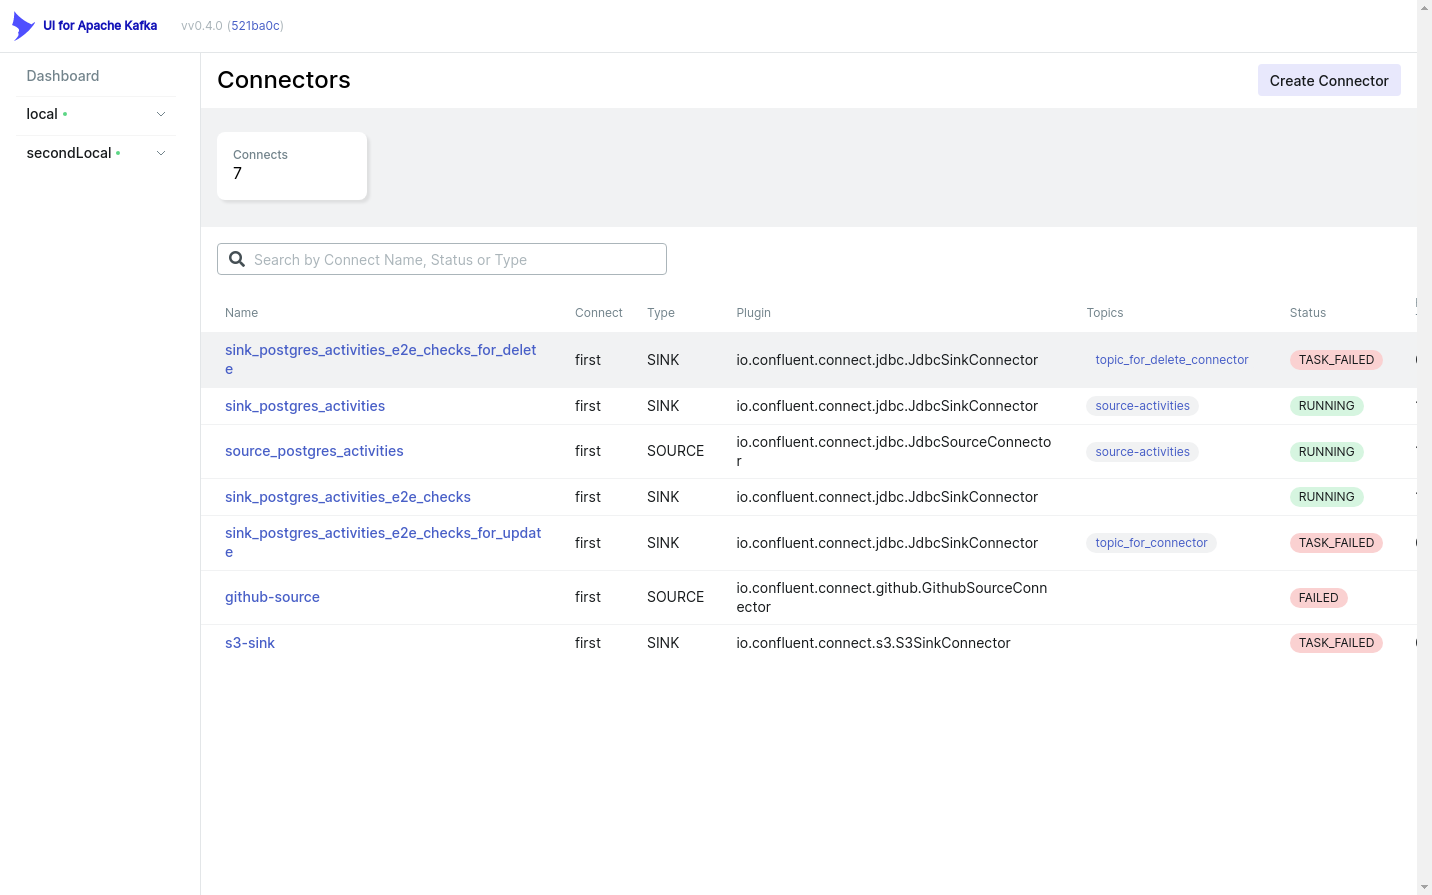 UI for Apache Kafka vv0.4.0 (521ba0c)
Dashboard
local
secondLocal
Connectors
Create Connector
Connects
7
Search by Connect Name, Status or Type
Name Connect Type Plugin Topics Status
sink_postgres_activities_e2e_checks_for_delet
e
first SINK io.confluent.connect.jdbc.JdbcSinkConnector topic_for_delete_connector TASK_FAILED
sink_postgres_activities first SINK io.confluent.connect.jdbc.JdbcSinkConnector source-activities RUNNING
source_postgres_activities first SOURCE io.confluent.connect.jdbc.JdbcSourceConnecto
r
source-activities RUNNING
sink_postgres_activities_e2e_checks first SINK io.confluent.connect.jdbc.JdbcSinkConnector RUNNING
sink_postgres_activities_e2e_checks_for_updat
e
first SINK io.confluent.connect.jdbc.JdbcSinkConnector topic_for_connector TASK_FAILED
github-source first SOURCE io.confluent.connect.github.GithubSourceConn
ector
FAILED
s3-sink first SINK io.confluent.connect.s3.S3SinkConnector TASK_FAILED